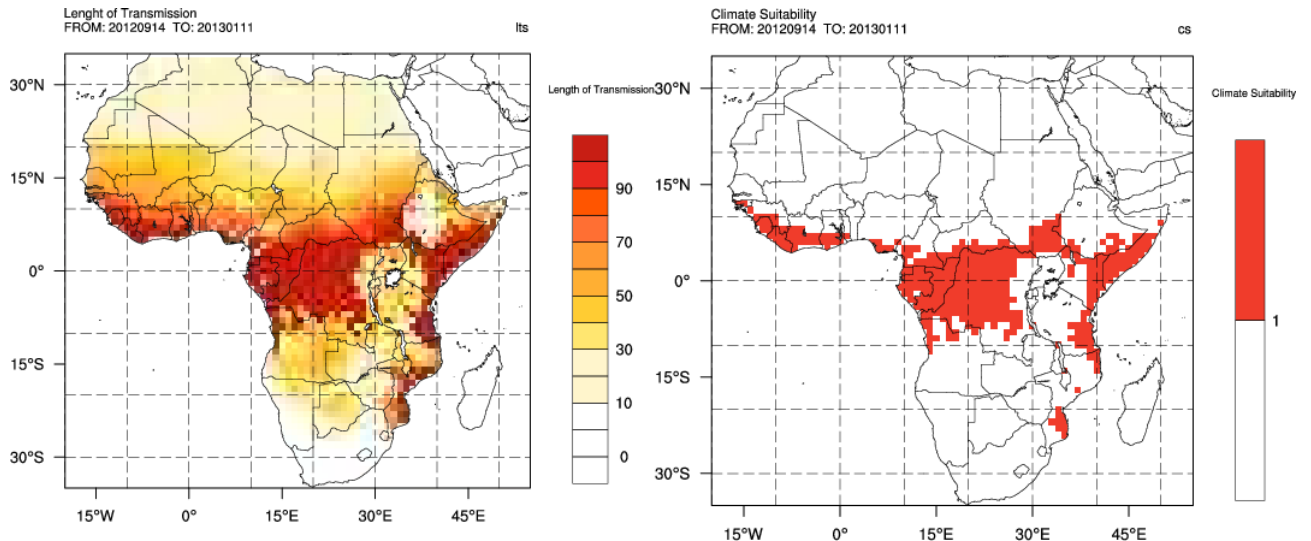 Lenght of Transmission
FROM: 20120914 TO: 20130111
lts
35°N
30°N
15°N
0°
15°S
30°S
15°W
0°
15°E
30°E
45°E
Length of Transmission
90
70
50
30
10
0
Climate Suitability
FROM: 20120914 TO: 20130111
cs
30°N
15°N
0°
15°S
30°S
15°W
0°
15°E
30°E
45°E
Climate Suitability
1